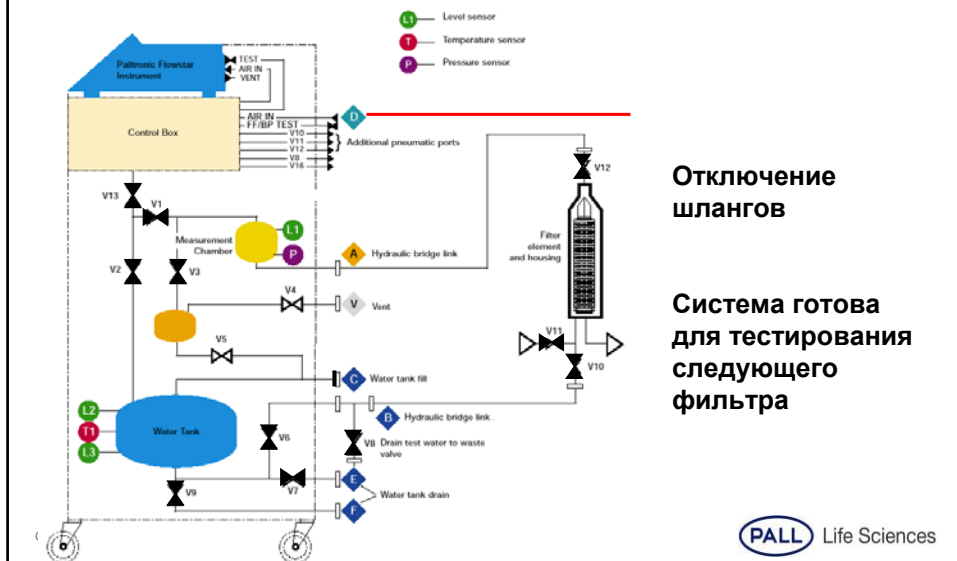 L1 Level sensor
T Temperature sensor
P Pressure sensor
Palltronic Flowstar
Instrument
TEST
AIR IN
VENT
Control Box
AIR IN
FF/BP TEST
D
V10
V11
V12
Additional pneumatic ports
V8
V16
V13
V1
V12
Отключение
шлангов
Measurement
Chamber
L1
P
A Hydraulic bridge link
Filter
element
and housing
V2
V3
V4
V Vent
Система готова
для тестирования
следующего
фильтра
V5
V11
V10
C Water tank fill
B Hydraulic bridge link .
L2
T1
L3
Water Tank
V6
V8 Drain test water to waste
valve
V7
E
V9
Water tank drain
F
PALL Life Sciences